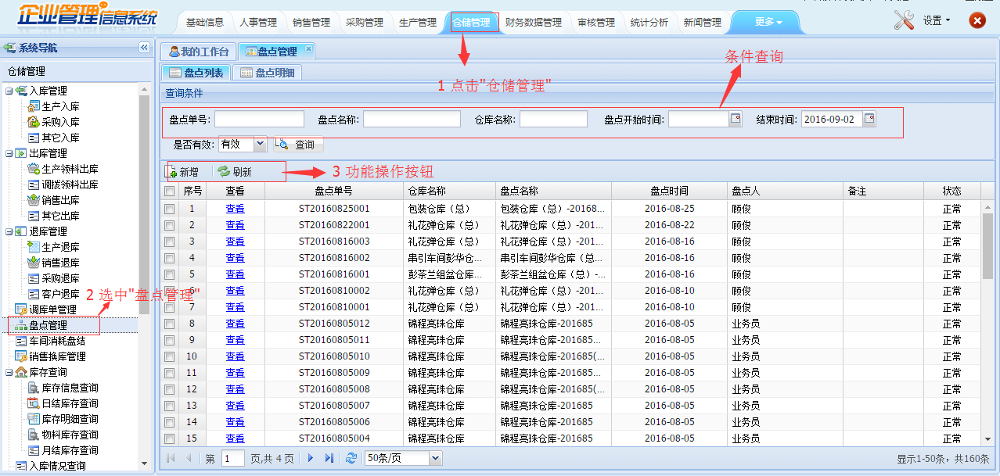 企业管理信息系统
基础信息 人事管理 销售管理 采购管理 生产管理 仓储管理 财务数据管理 审核管理 统计分析 新闻管理 更多 设置
系统导航
仓储管理
入库管理
生产入库
采购入库
其它入库
出库管理
生产领料出库
调拨领料出库
销售出库
其它出库
退库管理
生产退库
销售退库
采购退库
客户退库
调库单管理
盘点管理
车间消耗盘结
销售换库管理
库存查询
库存信息查询
日结库存查询
库存明细查询
物料库存查询
月结库存查询
入库情况查询
我的工作台 盘点管理
盘点列表 盘点明细
1 点击"仓储管理"
条件查询
2 选中"盘点管理"
查询条件
盘点单号: 盘点名称: 仓库名称: 盘点开始时间: 结束时间: 2016-09-02
是否有效: 有效 查询
新增 刷新
3 功能操作按钮
序号 查看 盘点单号 仓库名称 盘点名称 盘点时间 盘点人 备注 状态
1 查看 ST20160825001 包装仓库（总） 包装仓库（总）-20168... 2016-08-25 顾俊 正常
2 查看 ST20160822001 礼花弹仓库（总） 礼花弹仓库（总）-201... 2016-08-22 顾俊 正常
3 查看 ST20160816003 礼花弹仓库（总） 礼花弹仓库（总）-201... 2016-08-16 顾俊 正常
4 查看 ST20160816002 串引车间彭华仓... 串引车间彭华仓库（总... 2016-08-16 顾俊 正常
5 查看 ST20160816001 彭茶兰组盆仓库... 彭茶兰组盆仓库（总）-... 2016-08-16 顾俊 正常
6 查看 ST20160810002 礼花弹仓库（总） 礼花弹仓库（总）-201... 2016-08-10 顾俊 正常
7 查看 ST20160810001 礼花弹仓库（总） 礼花弹仓库（总）-201... 2016-08-10 顾俊 正常
8 查看 ST20160805012 锦程亮珠仓库 锦程亮珠仓库-201685 2016-08-05 业务员 正常
9 查看 ST20160805011 锦程亮珠仓库 锦程亮珠仓库-201685... 2016-08-05 业务员 正常
10 查看 ST20160805010 锦程亮珠仓库 锦程亮珠仓库-201685(... 2016-08-05 业务员 正常
11 查看 ST20160805009 锦程亮珠仓库 锦程亮珠仓库-201685... 2016-08-05 业务员 正常
12 查看 ST20160805008 锦程亮珠仓库 锦程亮珠仓库-201685(... 2016-08-05 业务员 正常
13 查看 ST20160805007 锦程亮珠仓库 锦程亮珠仓库-201685 2016-08-05 业务员 正常
14 查看 ST20160805006 锦程亮珠仓库 锦程亮珠仓库-201685 2016-08-05 业务员 正常
15 查看 ST20160805004 锦程亮珠仓库 锦程亮珠仓库-201685 2016-08-05 业务员 正常
第 1 页,共 4 页 50条/页 显示1-50条，共160条